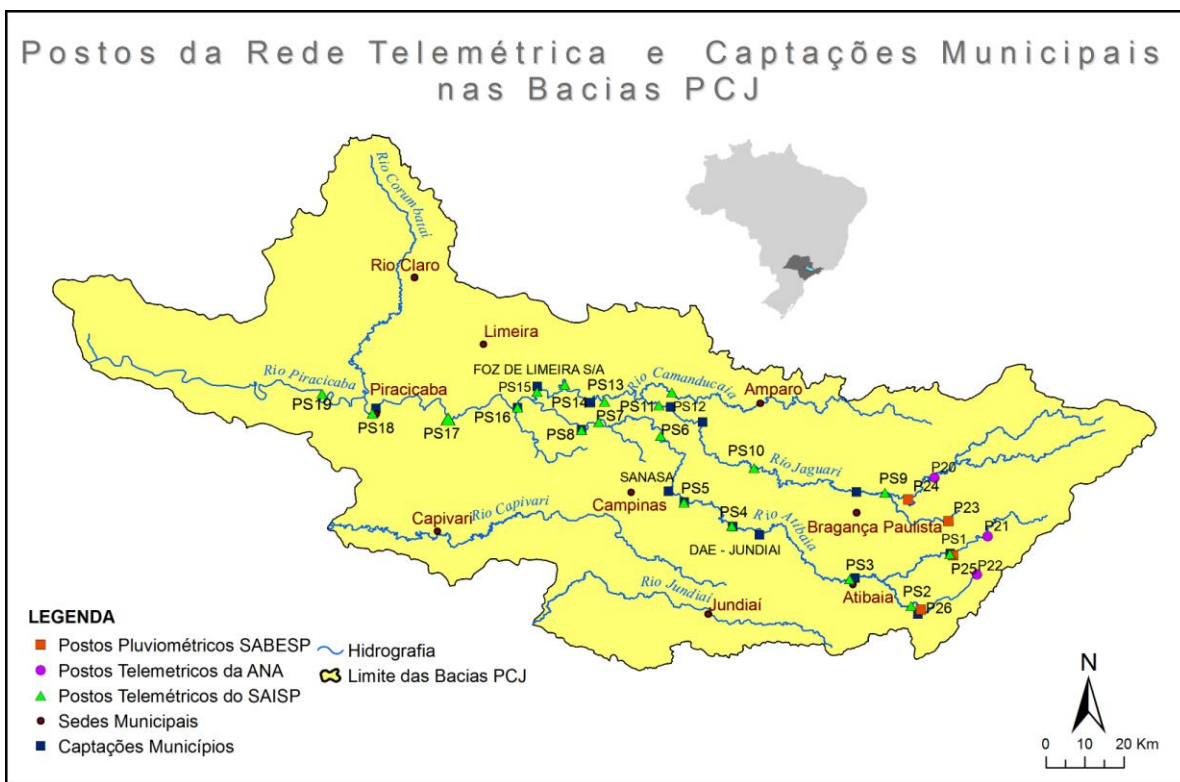 Postos da Rede Telemétrica e Captações Municipais
nas Bacias PCJ
Rio Corumbataí
Rio Claro
Limeira
FOZ DE LIMEIRA S/A
PS15
PS13
PS14
Rio Camanducaia
Amparo
Rio Piracicaba
Piracicaba
PS19
PS18
PS17
PS16
PS7
PS8
PS11
PS12
PS6
PS10
Rio Jaguari
PS9
P20
P24
SANASA
PS5
Campinas
PS4
Rio Atibaia
Bragança Paulista
P23
P21
PS1
P25
P22
Capivari
Rio Capivari
DAE - JUNDIAI
PS3
Atibaia
PS2
P26
Rio Jundiaí
Jundiaí
LEGENDA
Postos Pluviométricos SABESP
Postos Telemetricos da ANA
Postos Telemétricos do SAISP
Sedes Municipais
Captações Municípios
Hidrografia
Limite das Bacias PCJ
N
0 10 20 Km